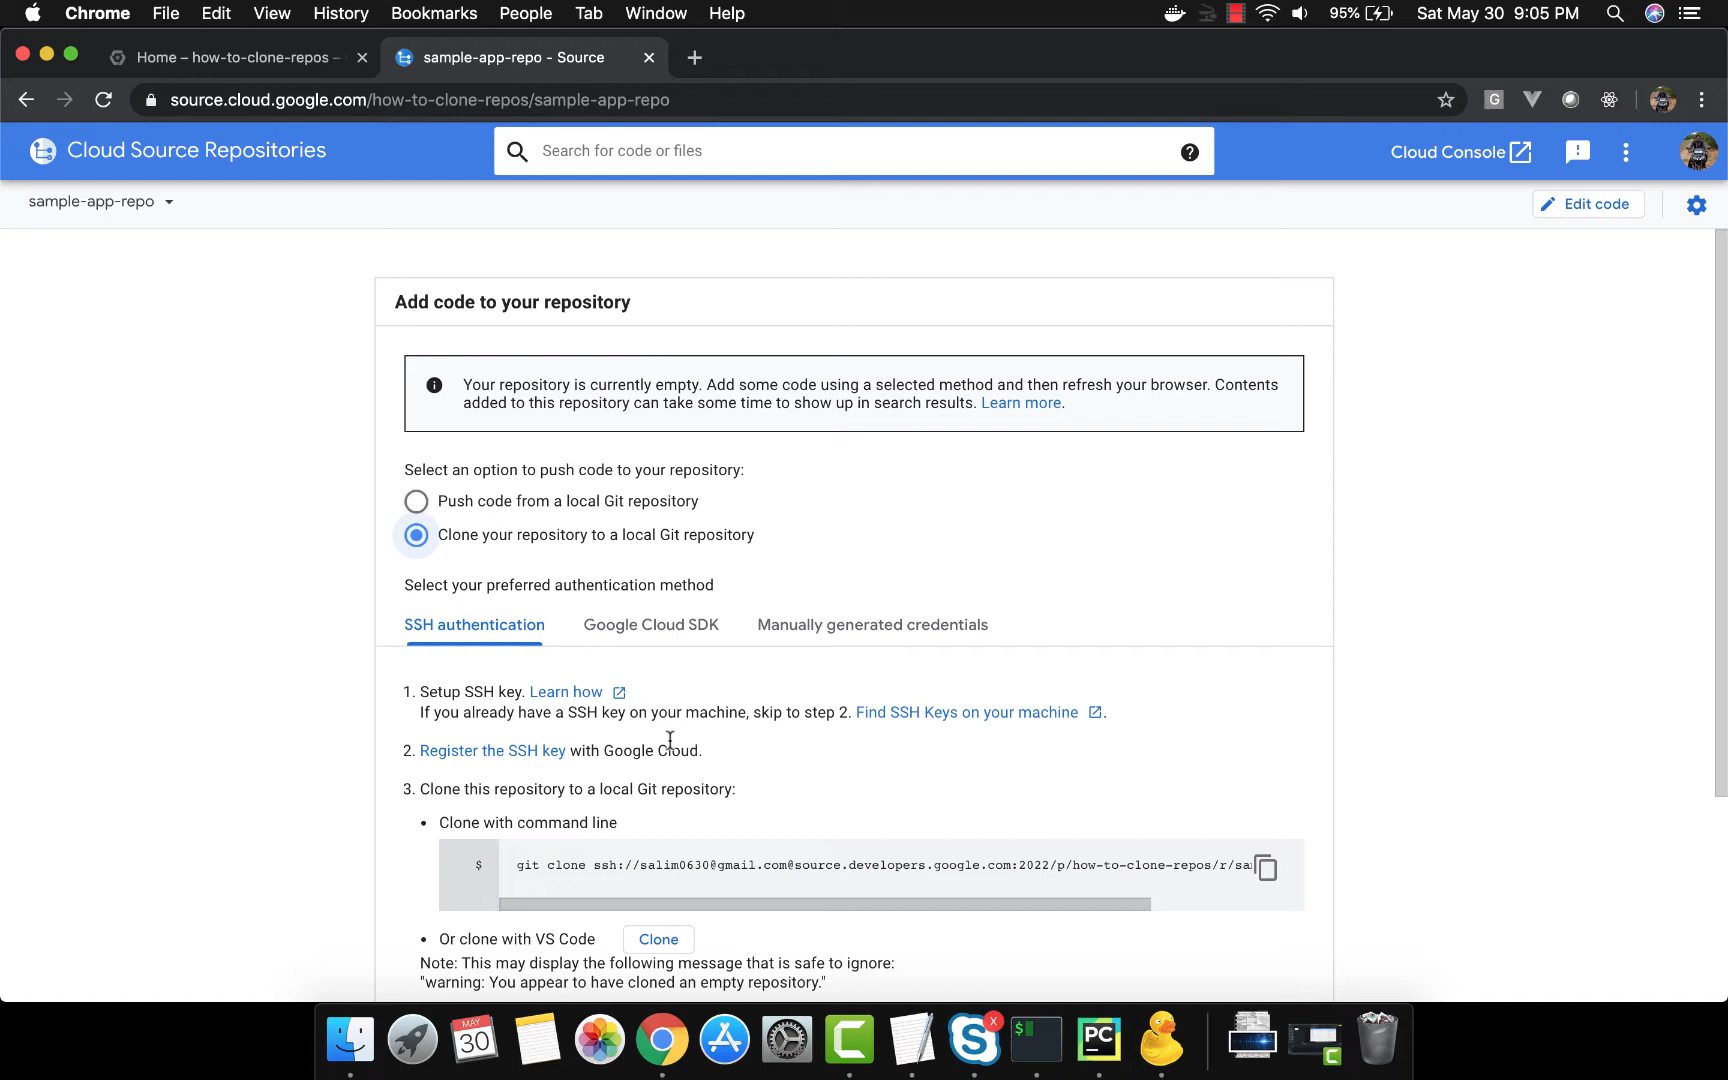 Chrome File Edit View History Bookmarks People Tab Window Help 95% Sat May 30 9:05 PM
Home – how-to-clone-repos – sample-app-repo - Source
source.cloud.google.com/how-to-clone-repos/sample-app-repo G
Cloud Source Repositories Search for code or files Cloud Console
sample-app-repo Edit code
Add code to your repository
Your repository is currently empty. Add some code using a selected method and then refresh your browser. Contents
added to this repository can take some time to show up in search results. Learn more.
Select an option to push code to your repository:
Push code from a local Git repository
Clone your repository to a local Git repository
Select your preferred authentication method
SSH authentication Google Cloud SDK Manually generated credentials
1. Setup SSH key. Learn how
If you already have a SSH key on your machine, skip to step 2. Find SSH Keys on your machine .
2. Register the SSH key with Google Cloud.
3. Clone this repository to a local Git repository:
• Clone with command line
$ git clone ssh://salim0630@gmail.com@source.developers.google.com:2022/p/how-to-clone-repos/r/sa
• Or clone with VS Code Clone
Note: This may display the following message that is safe to ignore:
"warning: You appear to have cloned an empty repository."
MAY
30
$
PC
x